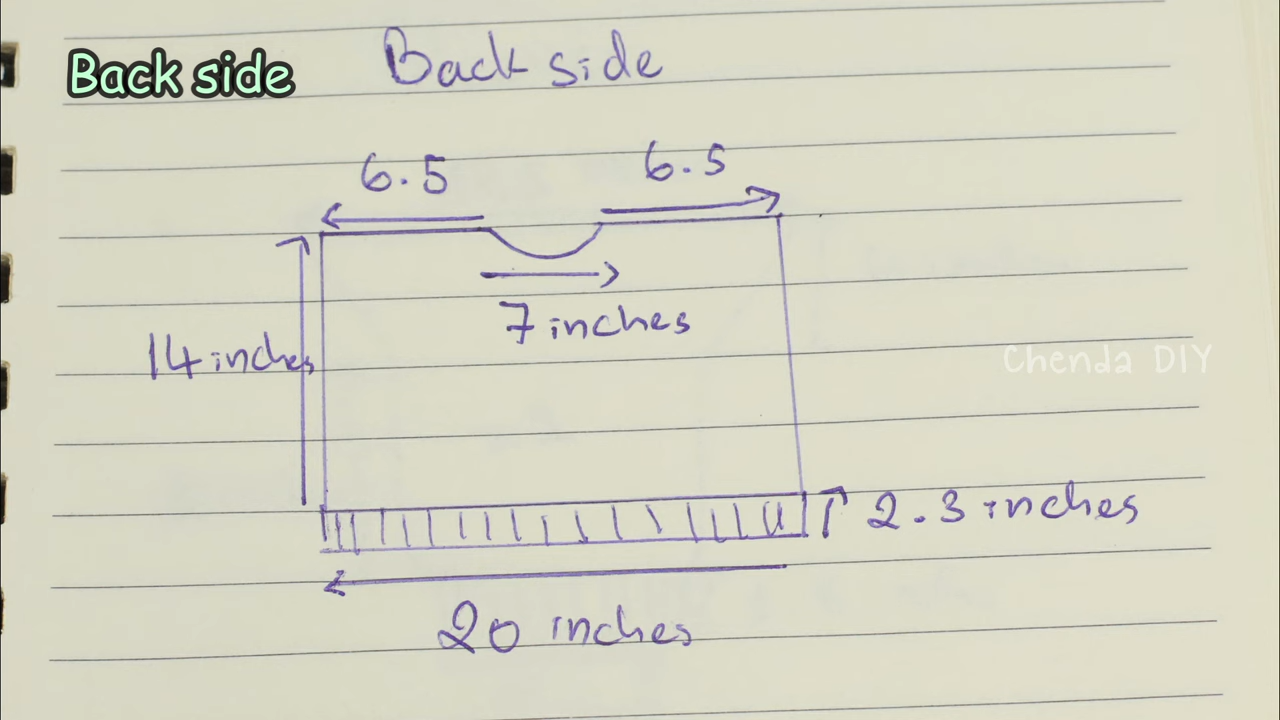 Back side
Back side
6.5
6.5
7 inches
14 inches
Chenda DIY
2.3 inches
20 inches